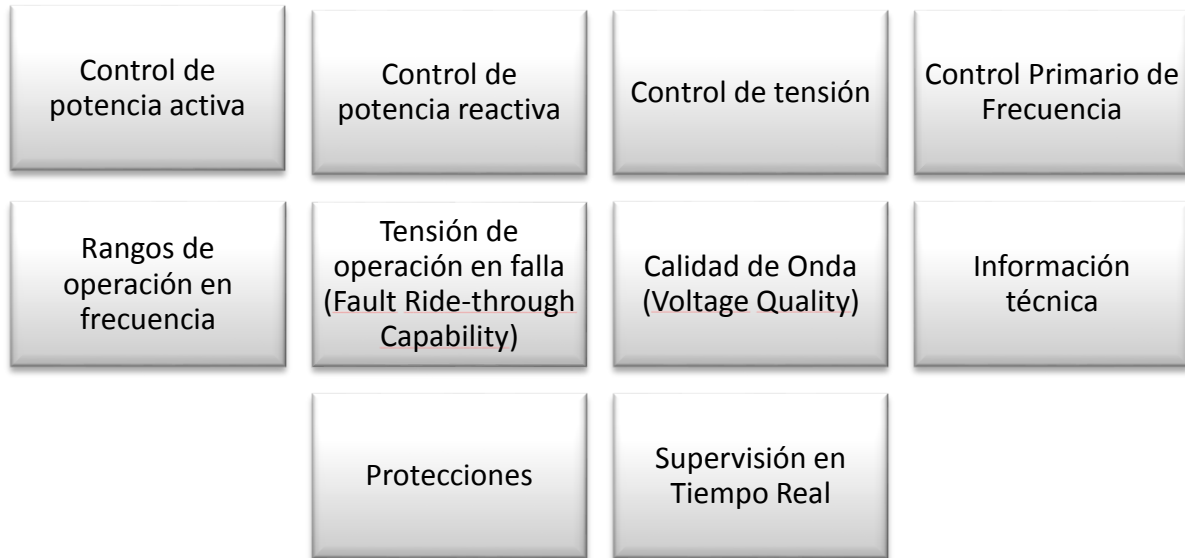 Control de
potencia activa
Control de
potencia reactiva
Control de tensión
Control Primario de
Frecuencia
Rangos de
operación en
frecuencia
Tensión de
operación en falla
(Fault Ride-through
Capability)
Calidad de Onda
(Voltage Quality)
Información
técnica
Protecciones
Supervisión en
Tiempo Real